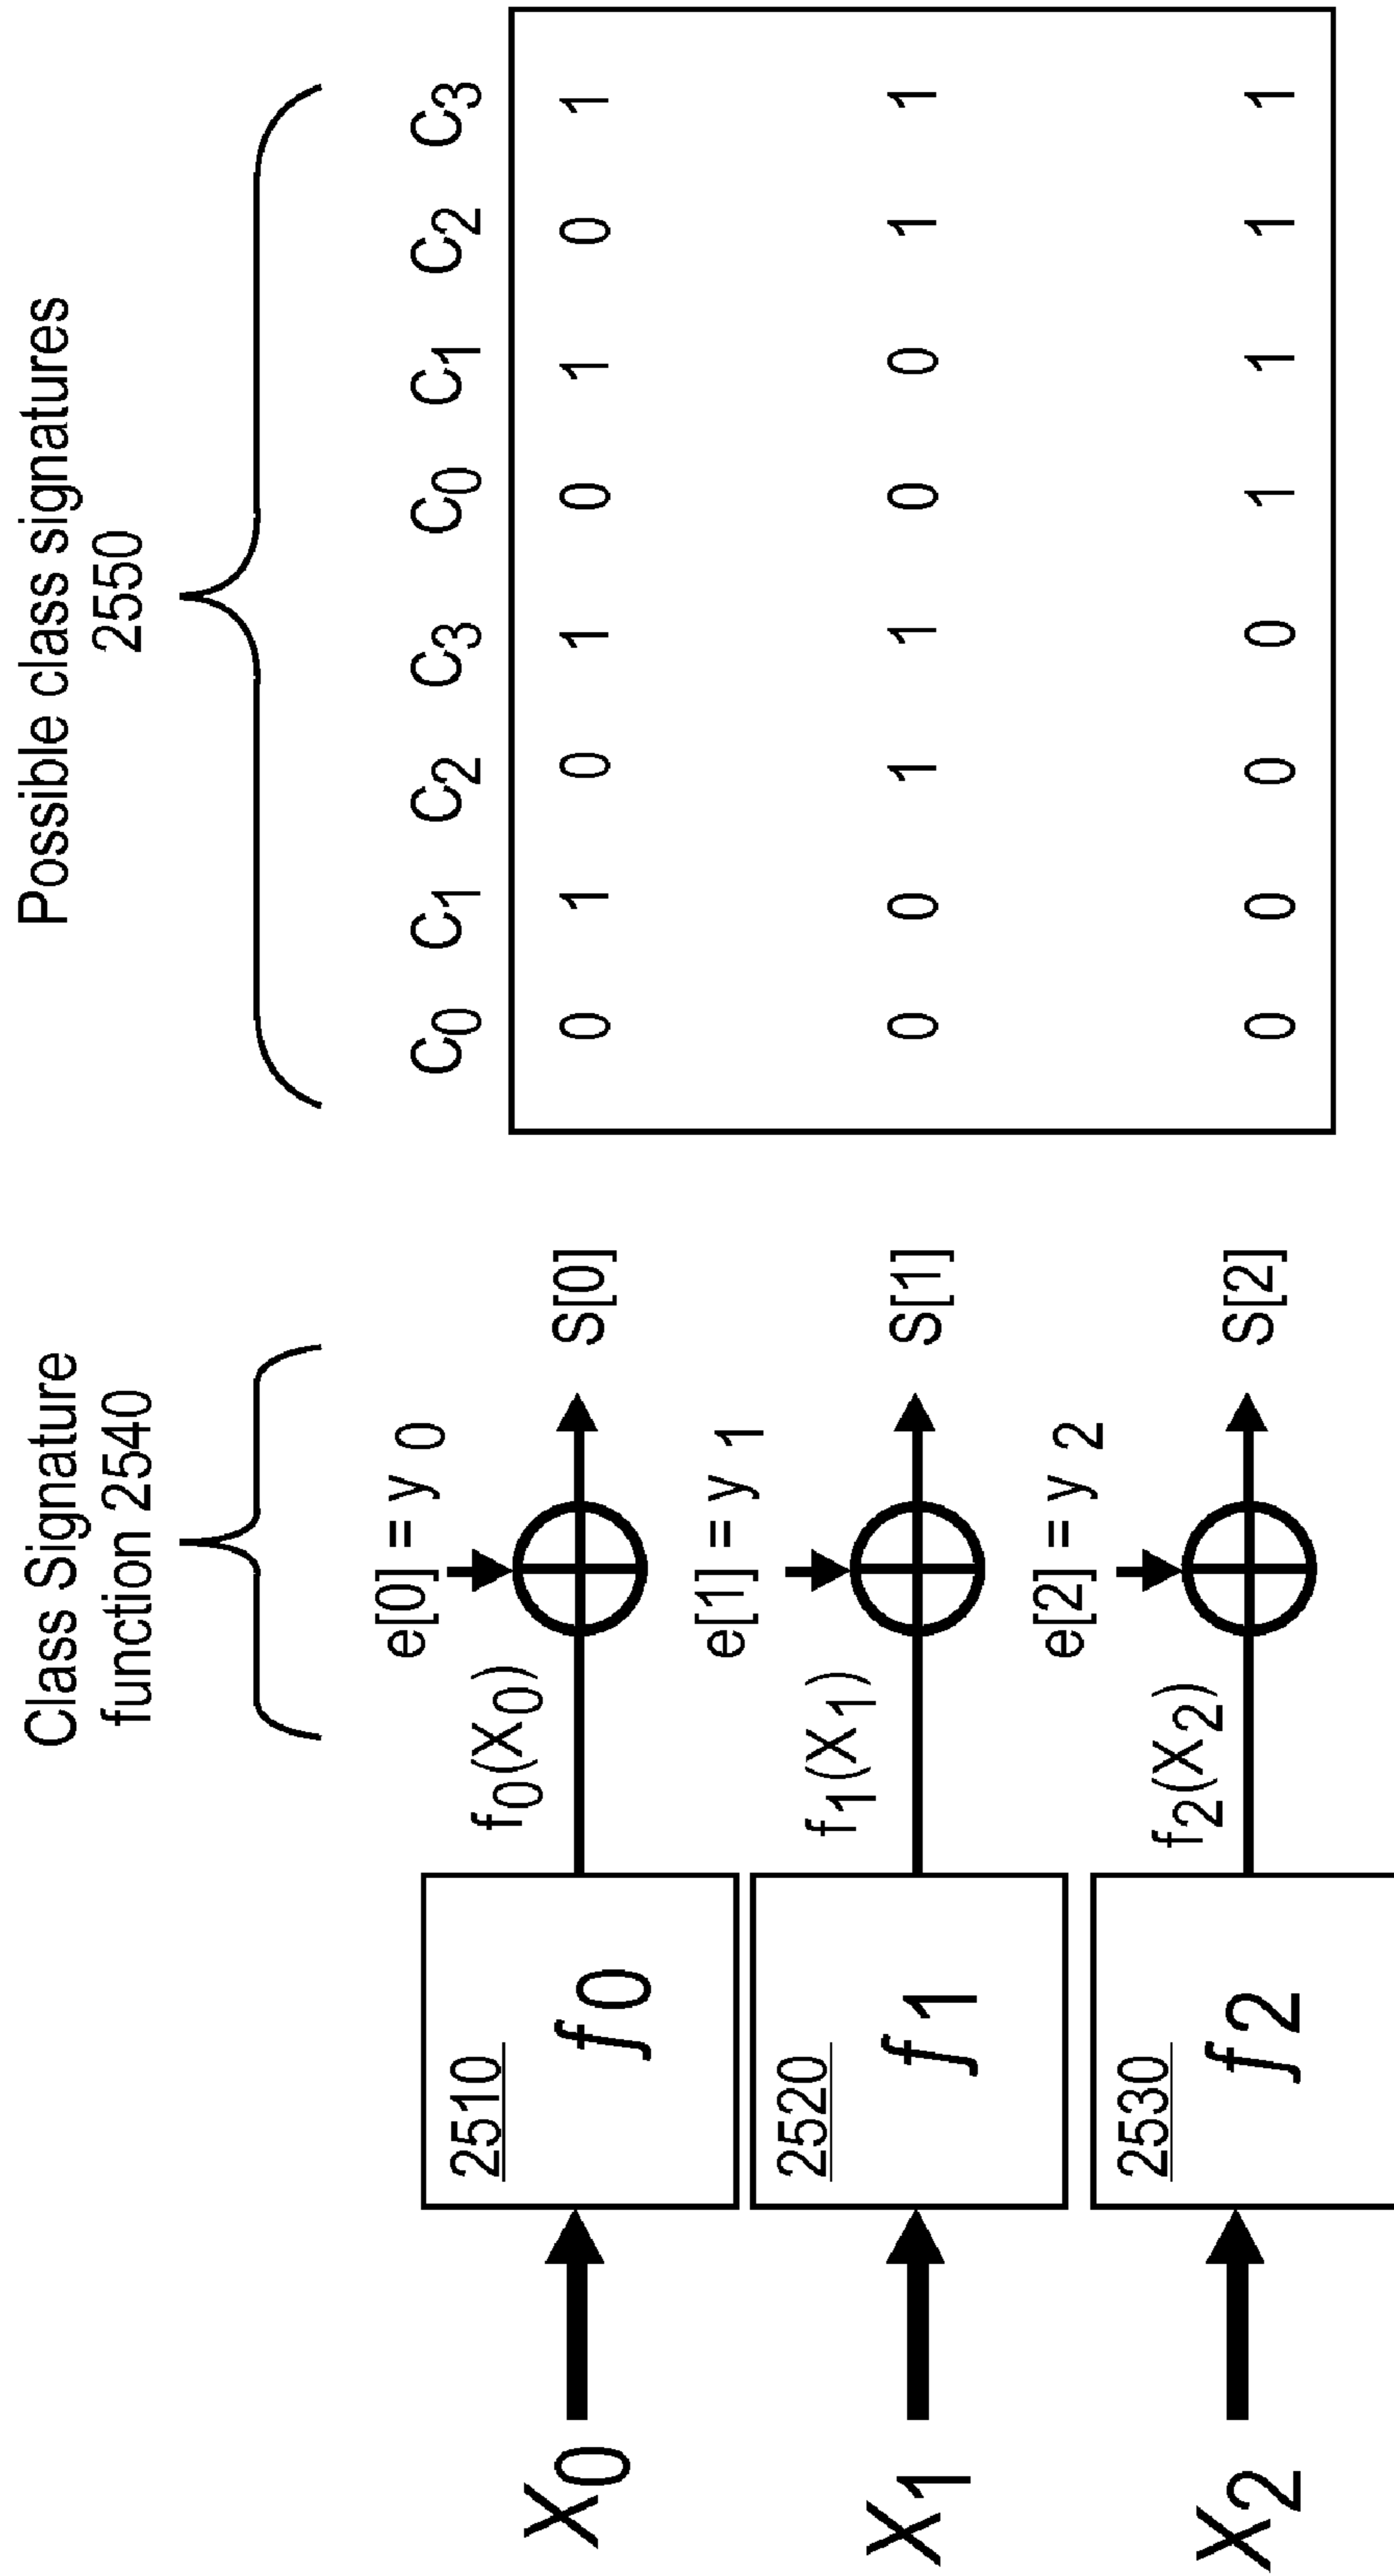 Class Signature
function 2540
Possible class signatures
2550
C0 C1 C2 C3 C0 C1 C2 C3
X0
2510
f0
f0(X0)
e[0] = y 0
S[0]
0 1 0 1 0 1 0 1
X1
2520
f1
f1(X1)
e[1] = y 1
S[1]
0 0 1 1 0 0 1 1
X2
2530
f2
f2(X2)
e[2] = y 2
S[2]
0 0 0 0 1 1 1 1